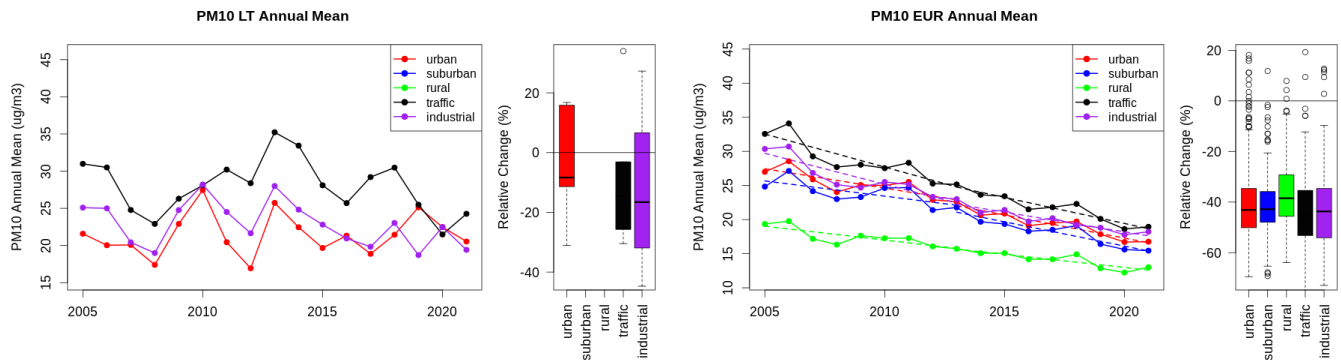 PM10 LT Annual Mean
PM10 Annual Mean (ug/m3)
45
40
35
30
25
20
15
2005
2010
2015
2020
urban
suburban
rural
traffic
industrial
Relative Change (%)
20
0
-20
-40
urban
suburban
rural
traffic
industrial
PM10 EUR Annual Mean
PM10 Annual Mean (ug/m3)
45
40
35
30
25
20
15
10
2005
2010
2015
2020
urban
suburban
rural
traffic
industrial
Relative Change (%)
20
0
-20
-40
-60
urban
suburban
rural
traffic
industrial